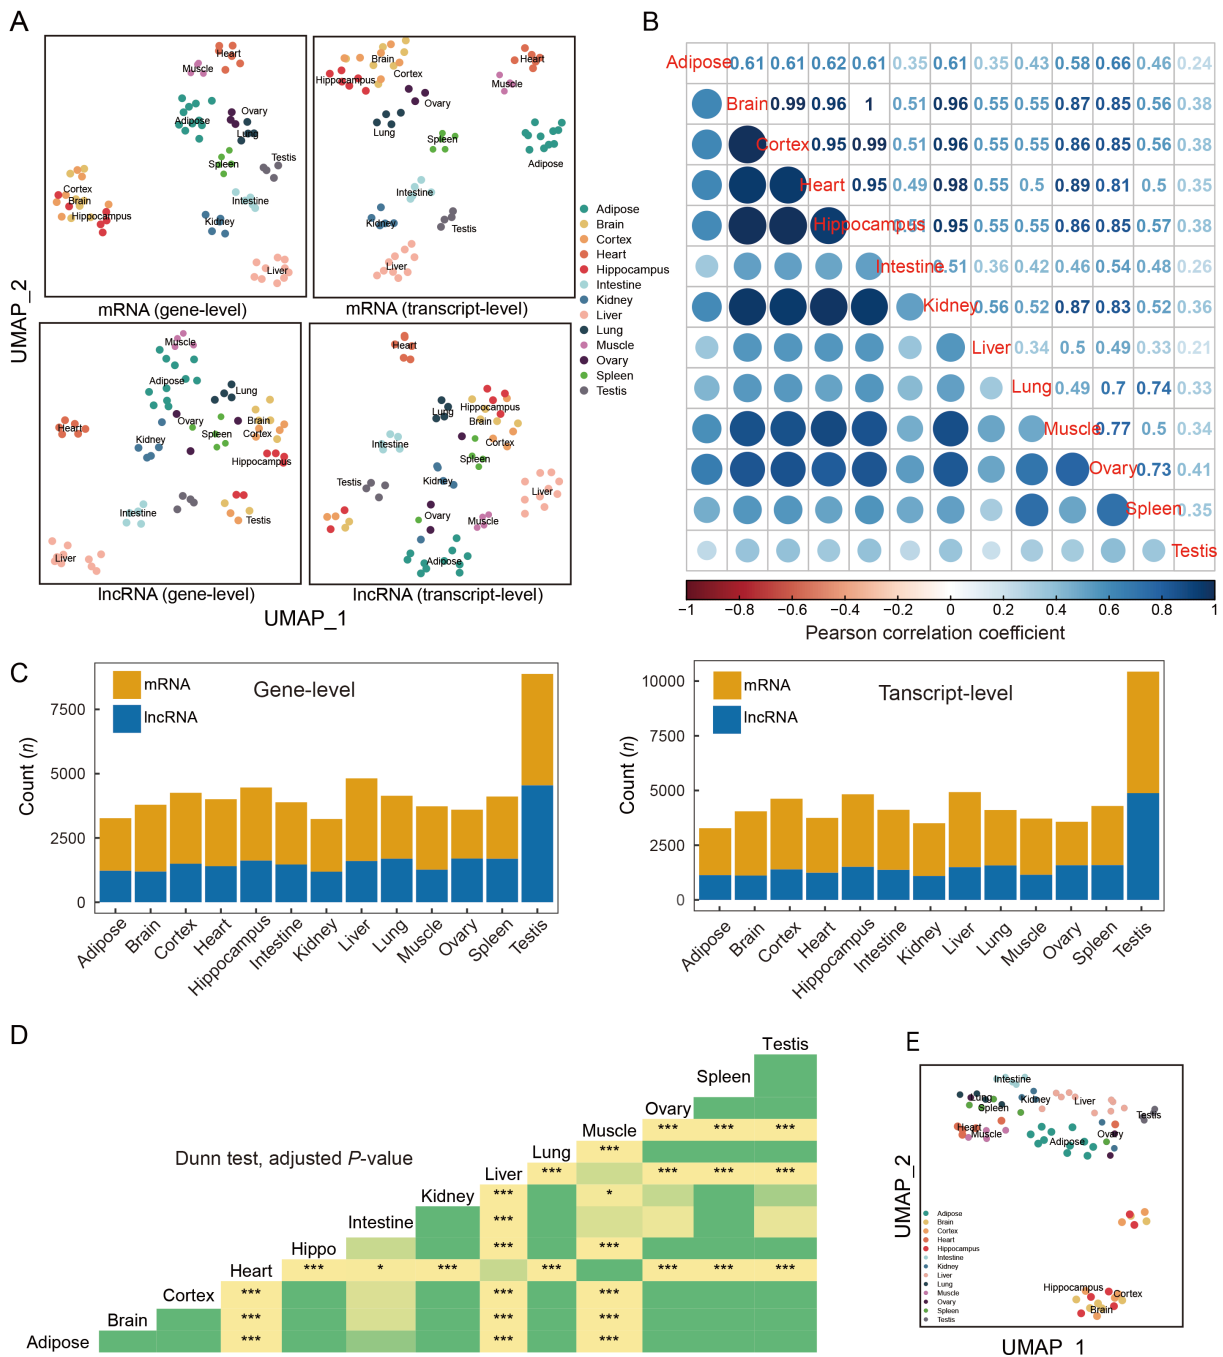 A
Heart
Muscle
Adipose
Ovary
Lung
Spleen
Testis
Cortex
Brain
Hippocampus
Intestine
Kidney
Liver
mRNA (gene-level)
Brain
Cortex
Hippocampus
Heart
Muscle
Ovary
Lung
Spleen
Adipose
Intestine
Kidney
Testis
Liver
mRNA (transcript-level)
Muscle
Adipose
Lung
Heart
Ovary
Brain
Kidney
Spleen
Cortex
Hippocampus
Intestine
Testis
Liver
lncRNA (gene-level)
Heart
Lung
Hippocampus
Brain
Intestine
Cortex
Spleen
Testis
Kidney
Liver
Ovary
Muscle
Adipose
lncRNA (transcript-level)
UMAP_2
UMAP_1
Adipose
Brain
Cortex
Heart
Hippocampus
Intestine
Kidney
Liver
Lung
Muscle
Ovary
Spleen
Testis
B
Adipose 0.61 0.61 0.62 0.61 0.35 0.61 0.35 0.43 0.58 0.66 0.46 0.24
Brain 0.99 0.96 1 0.51 0.96 0.55 0.55 0.87 0.85 0.56 0.38
Cortex 0.95 0.99 0.51 0.96 0.55 0.55 0.86 0.85 0.56 0.38
Heart 0.95 0.49 0.98 0.55 0.5 0.89 0.81 0.5 0.35
Hippocampus 0.95 0.55 0.55 0.86 0.85 0.57 0.38
Intestine 0.51 0.36 0.42 0.46 0.54 0.48 0.26
Kidney 0.56 0.52 0.87 0.83 0.52 0.36
Liver 0.34 0.5 0.49 0.33 0.21
Lung 0.49 0.7 0.74 0.33
Muscle 0.77 0.5 0.34
Ovary 0.73 0.41
Spleen 0.35
Testis
−1 −0.8 −0.6 −0.4 −0.2 0 0.2 0.4 0.6 0.8 1
Pearson correlation coefficient
C
Gene-level
mRNA
lncRNA
Count (n)
7500
5000
2500
0
Adipose Brain Cortex Heart Hippocampus Intestine Kidney Liver Lung Muscle Ovary Spleen Testis
Tanscript-level
mRNA
lncRNA
Count (n)
10000
7500
5000
2500
0
Adipose Brain Cortex Heart Hippocampus Intestine Kidney Liver Lung Muscle Ovary Spleen Testis
D
Dunn test, adjusted P-value
Testis
Spleen
Ovary
Muscle *** *** ***
Lung ***
Liver *** *** *** ***
Kidney *** *
Intestine ***
Hippo *** ***
Heart *** * *** *** *** *** ***
Cortex *** *** ***
Brain *** *** ***
Adipose *** *** ***
E
Intestine
Lung
Kidney
Liver
Spleen
Testis
Heart
Muscle
Ovary
Adipose
Hippocampus
Cortex
Brain
Adipose
Brain
Cortex
Heart
Hippocampus
Intestine
Kidney
Liver
Lung
Muscle
Ovary
Spleen
Testis
UMAP_2
UMAP_1